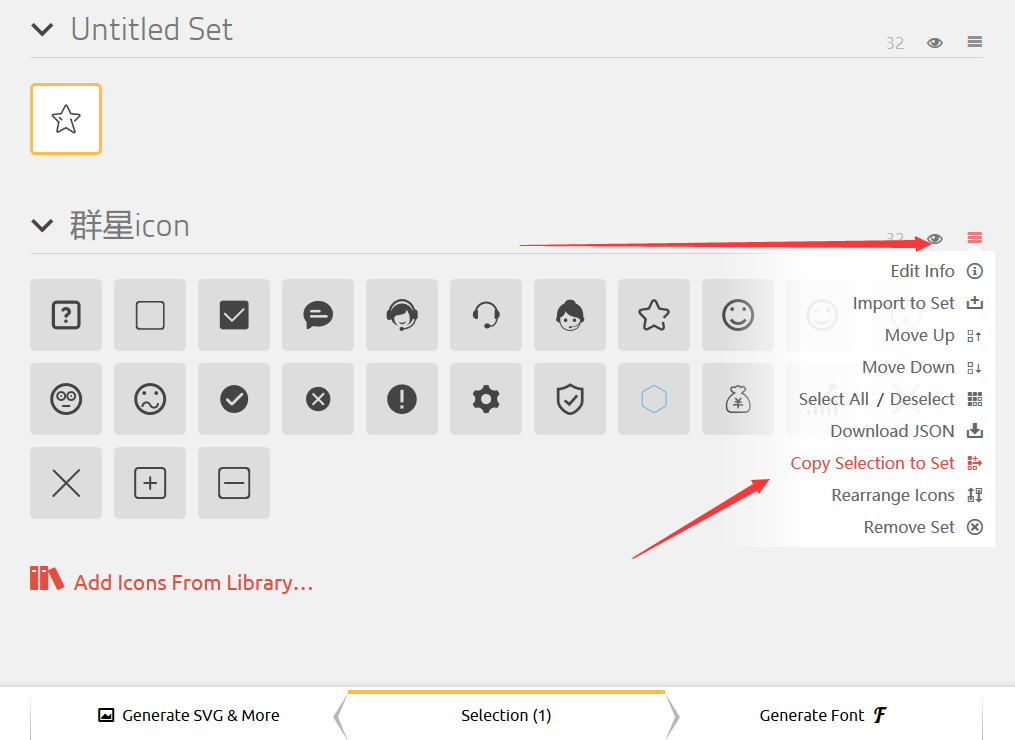 Untitled Set
32
群星icon
32
Edit Info
Import to Set
Move Up
Move Down
Select All / Deselect
Download JSON
Copy Selection to Set
Rearrange Icons
Remove Set
Add Icons From Library...
Generate SVG & More
Selection (1)
Generate Font